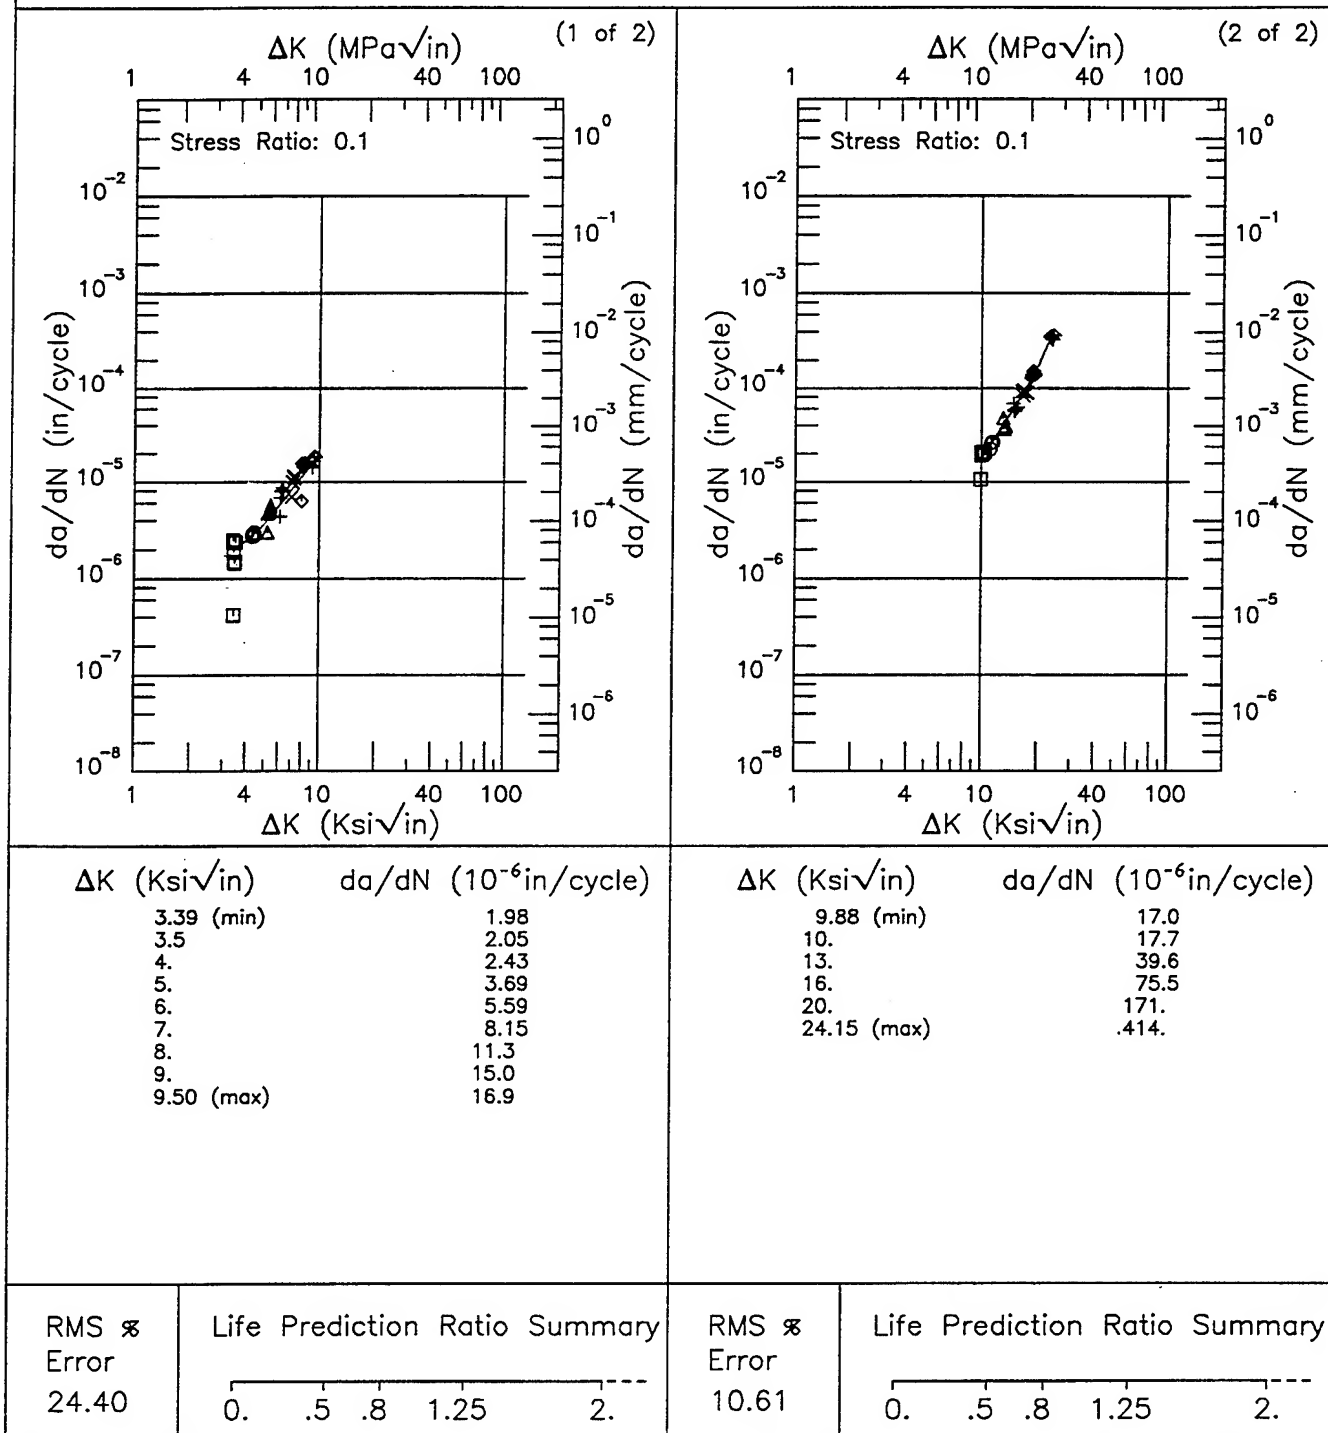 (1 of 2)
ΔK (MPa√in)
1 4 10 40 100
Stress Ratio: 0.1
10⁰
10⁻²
10⁻¹
10⁻³
10⁻²
10⁻⁴
10⁻³
10⁻⁵
10⁻⁴
10⁻⁶
10⁻⁵
10⁻⁷
10⁻⁶
10⁻⁸
da/dN (in/cycle)
da/dN (mm/cycle)
1 4 10 40 100
ΔK (Ksi√in)
(2 of 2)
ΔK (MPa√in)
1 4 10 40 100
Stress Ratio: 0.1
10⁰
10⁻²
10⁻¹
10⁻³
10⁻²
10⁻⁴
10⁻³
10⁻⁵
10⁻⁴
10⁻⁶
10⁻⁵
10⁻⁷
10⁻⁶
10⁻⁸
da/dN (in/cycle)
da/dN (mm/cycle)
1 4 10 40 100
ΔK (Ksi√in)
ΔK (Ksi√in) da/dN (10⁻⁶in/cycle)
3.39 (min) 1.98
3.5 2.05
4. 2.43
5. 3.69
6. 5.59
7. 8.15
8. 11.3
9. 15.0
9.50 (max) 16.9
ΔK (Ksi√in) da/dN (10⁻⁶in/cycle)
9.88 (min) 17.0
10. 17.7
13. 39.6
16. 75.5
20. 171.
24.15 (max) .414.
RMS %
Error
24.40
Life Prediction Ratio Summary
0. .5 .8 1.25 2.
RMS %
Error
10.61
Life Prediction Ratio Summary
0. .5 .8 1.25 2.